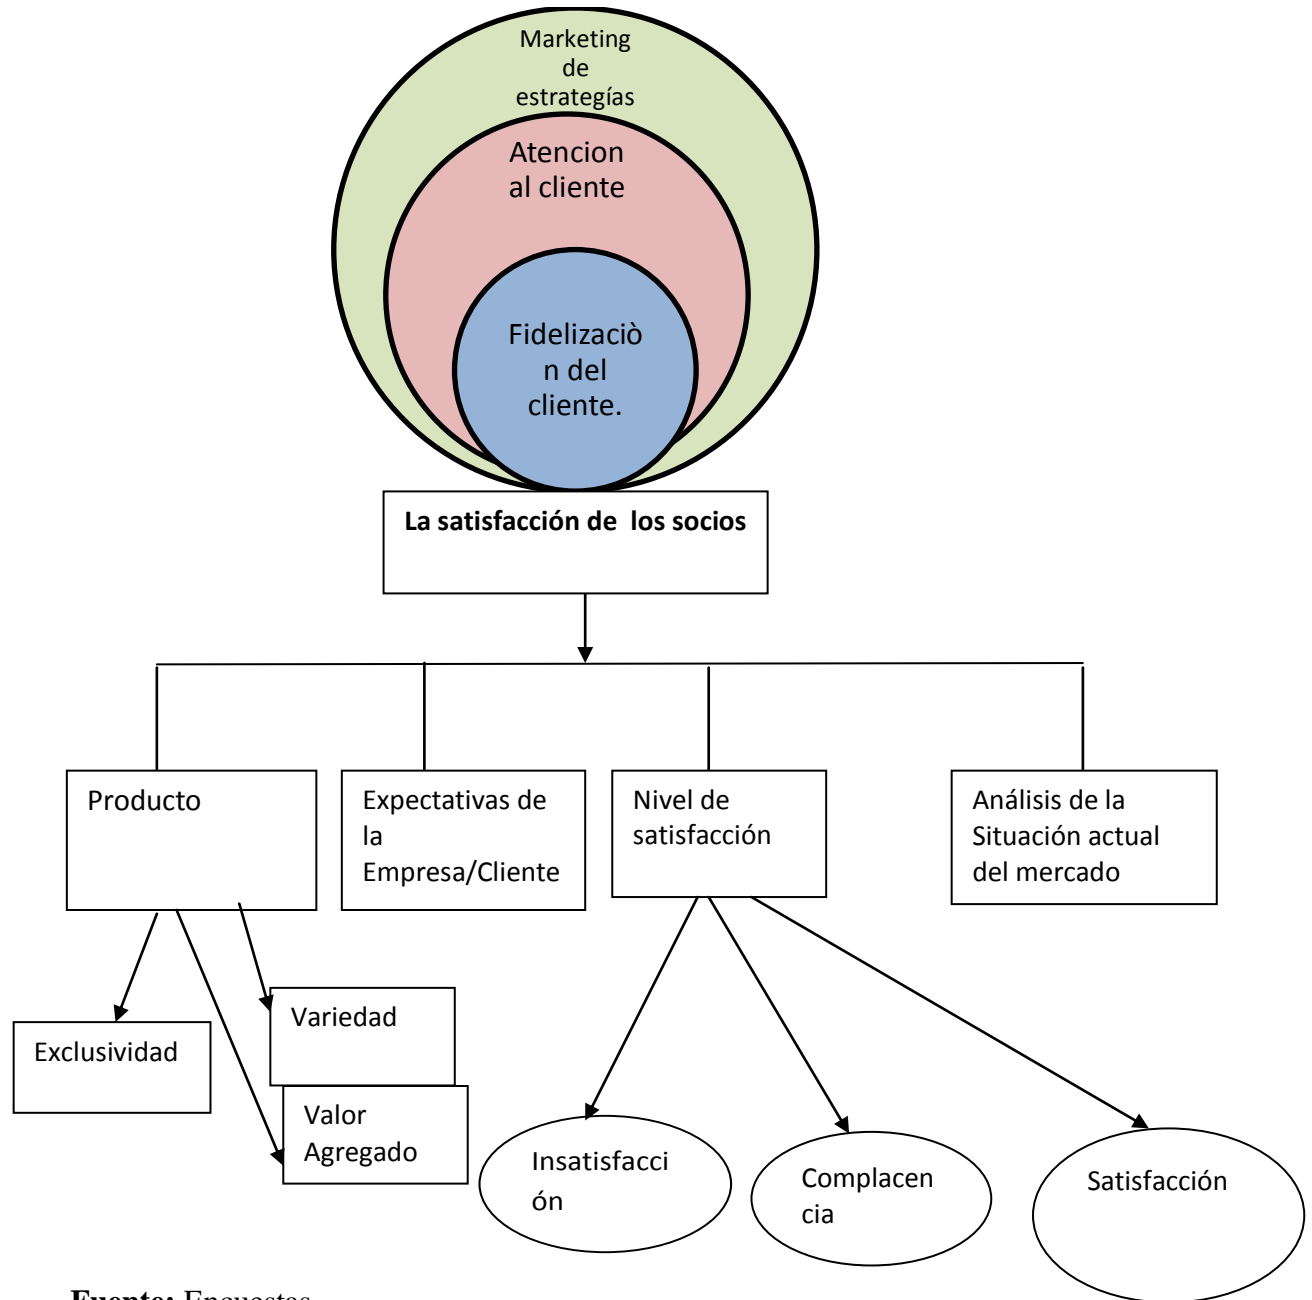 Marketing
de
estrategías
Atencion
al cliente
Fidelizaciò
n del
cliente.
La satisfacción de  los socios
Producto
Expectativas de
la
Empresa/Cliente
Nivel de
satisfacción
Análisis de la
Situación actual
del mercado
Exclusividad
Variedad
Valor
Agregado
Insatisfacci
ón
Complacen
cia
Satisfacción
Fuente: Encuestas